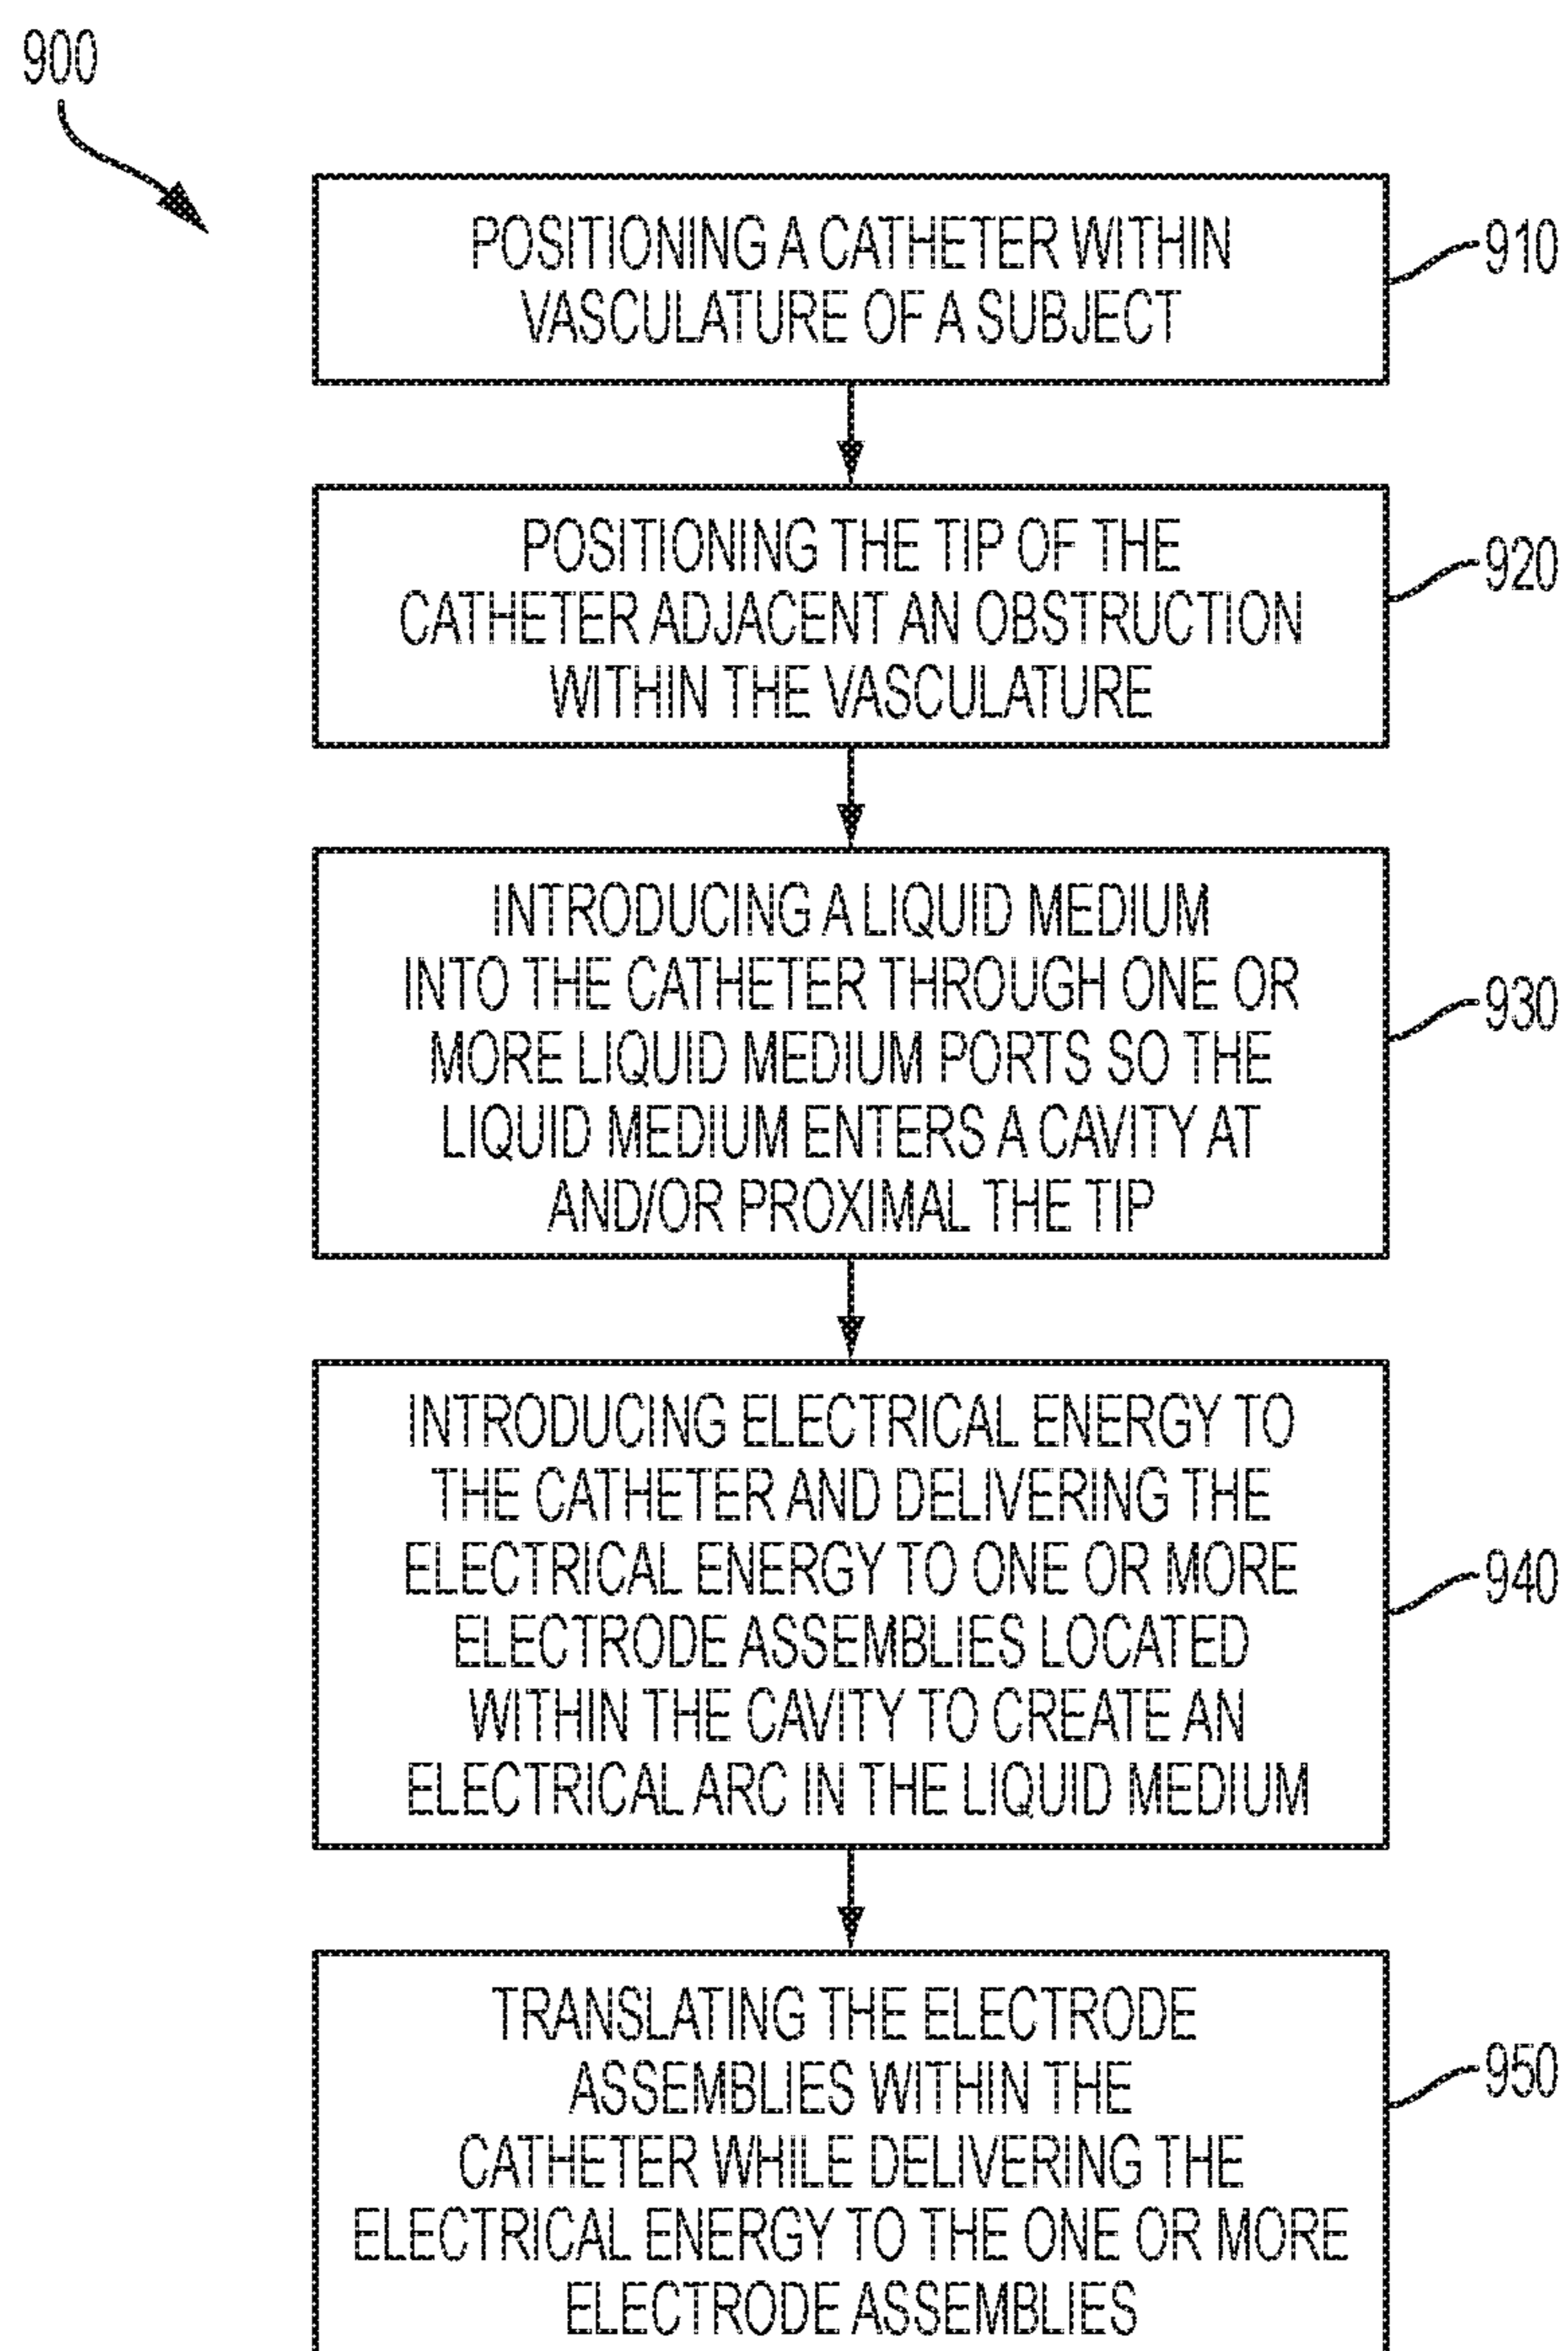 900
POSITIONING A CATHETER WITHIN
VASCULATURE OF A SUBJECT
910
POSITIONING THE TIP OF THE
CATHETER ADJACENT AN OBSTRUCTION
WITHIN THE VASCULATURE
920
INTRODUCING A LIQUID MEDIUM
INTO THE CATHETER THROUGH ONE OR
MORE LIQUID MEDIUM PORTS SO THE
LIQUID MEDIUM ENTERS A CAVITY AT
AND/OR PROXIMAL THE TIP
930
INTRODUCING ELECTRICAL ENERGY TO
THE CATHETER AND DELIVERING THE
ELECTRICAL ENERGY TO ONE OR MORE
ELECTRODE ASSEMBLIES LOCATED
WITHIN THE CAVITY TO CREATE AN
ELECTRICAL ARC IN THE LIQUID MEDIUM
940
TRANSLATING THE ELECTRODE
ASSEMBLIES WITHIN THE
CATHETER WHILE DELIVERING THE
ELECTRICAL ENERGY TO THE ONE OR MORE
ELECTRODE ASSEMBLIES
950